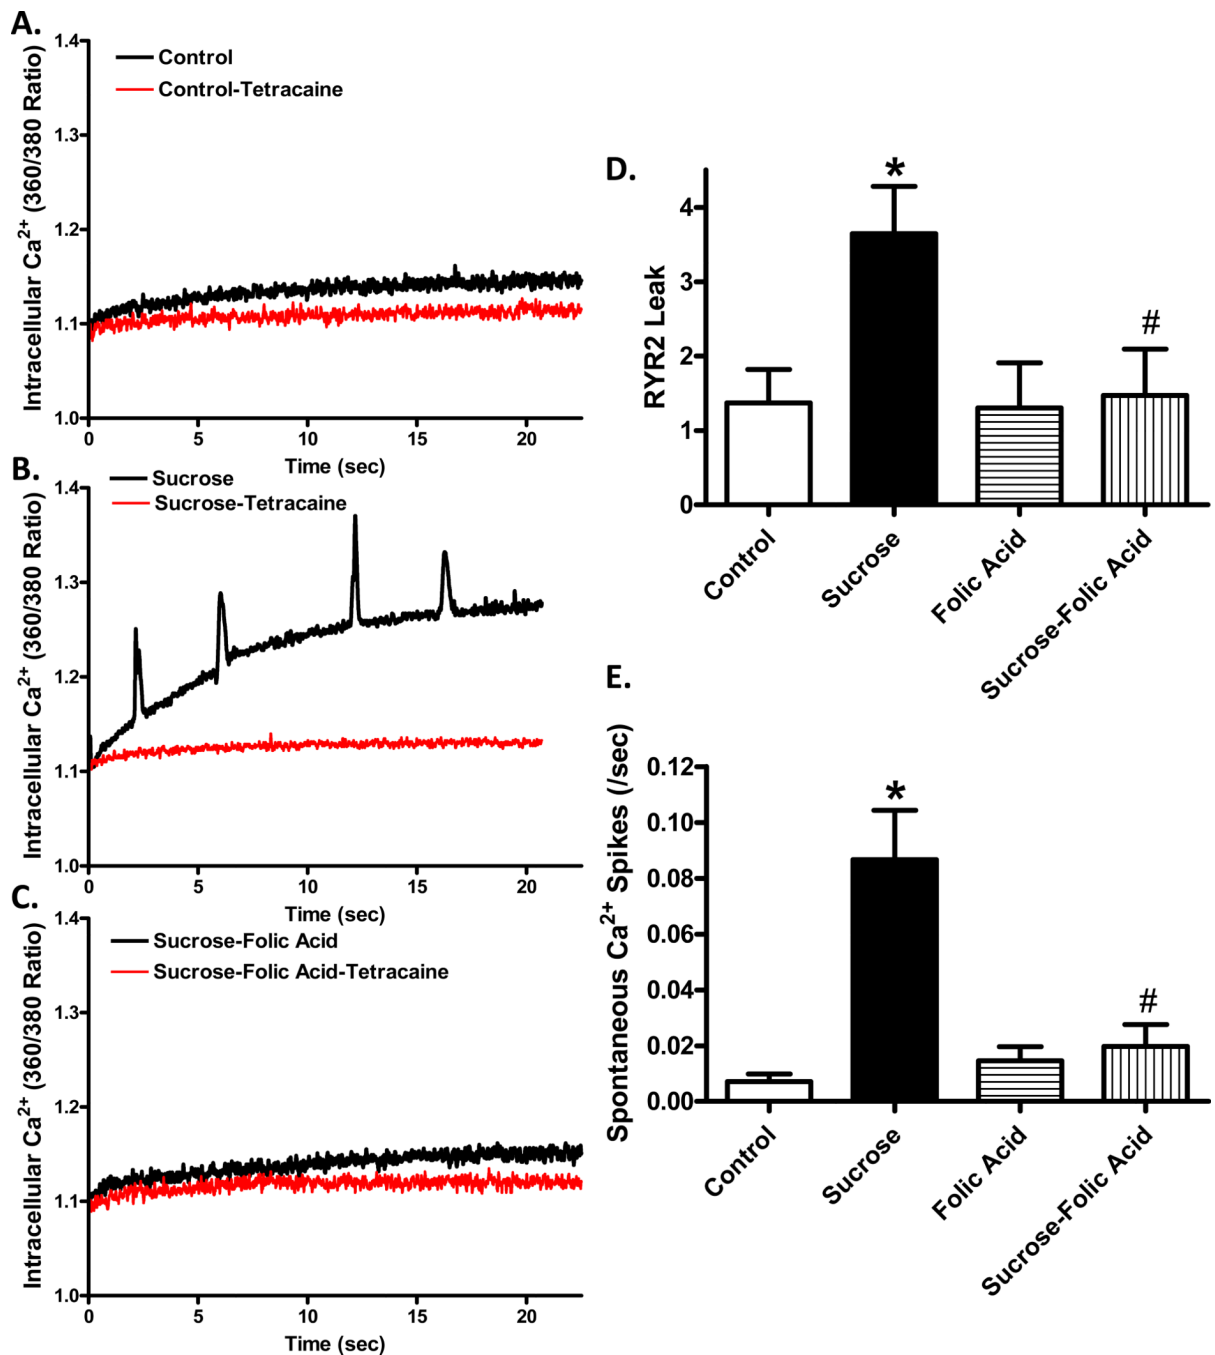 A.
Intracellular Ca²⁺ (360/380 Ratio)
1.4
1.3
1.2
1.1
1.0
Control
Control-Tetracaine
0 5 10 15 20
Time (sec)
B.
Intracellular Ca²⁺ (360/380 Ratio)
1.4
1.3
1.2
1.1
1.0
Sucrose
Sucrose-Tetracaine
0 5 10 15 20
Time (sec)
C.
Intracellular Ca²⁺ (360/380 Ratio)
1.4
1.3
1.2
1.1
1.0
Sucrose-Folic Acid
Sucrose-Folic Acid-Tetracaine
0 5 10 15 20
Time (sec)
D.
RYR2 Leak
4
3
2
1
0
*
#
Control
Sucrose
Folic Acid
Sucrose-Folic Acid
E.
Spontaneous Ca²⁺ Spikes (/sec)
0.12
0.10
0.08
0.06
0.04
0.02
0.00
*
#
Control
Sucrose
Folic Acid
Sucrose-Folic Acid